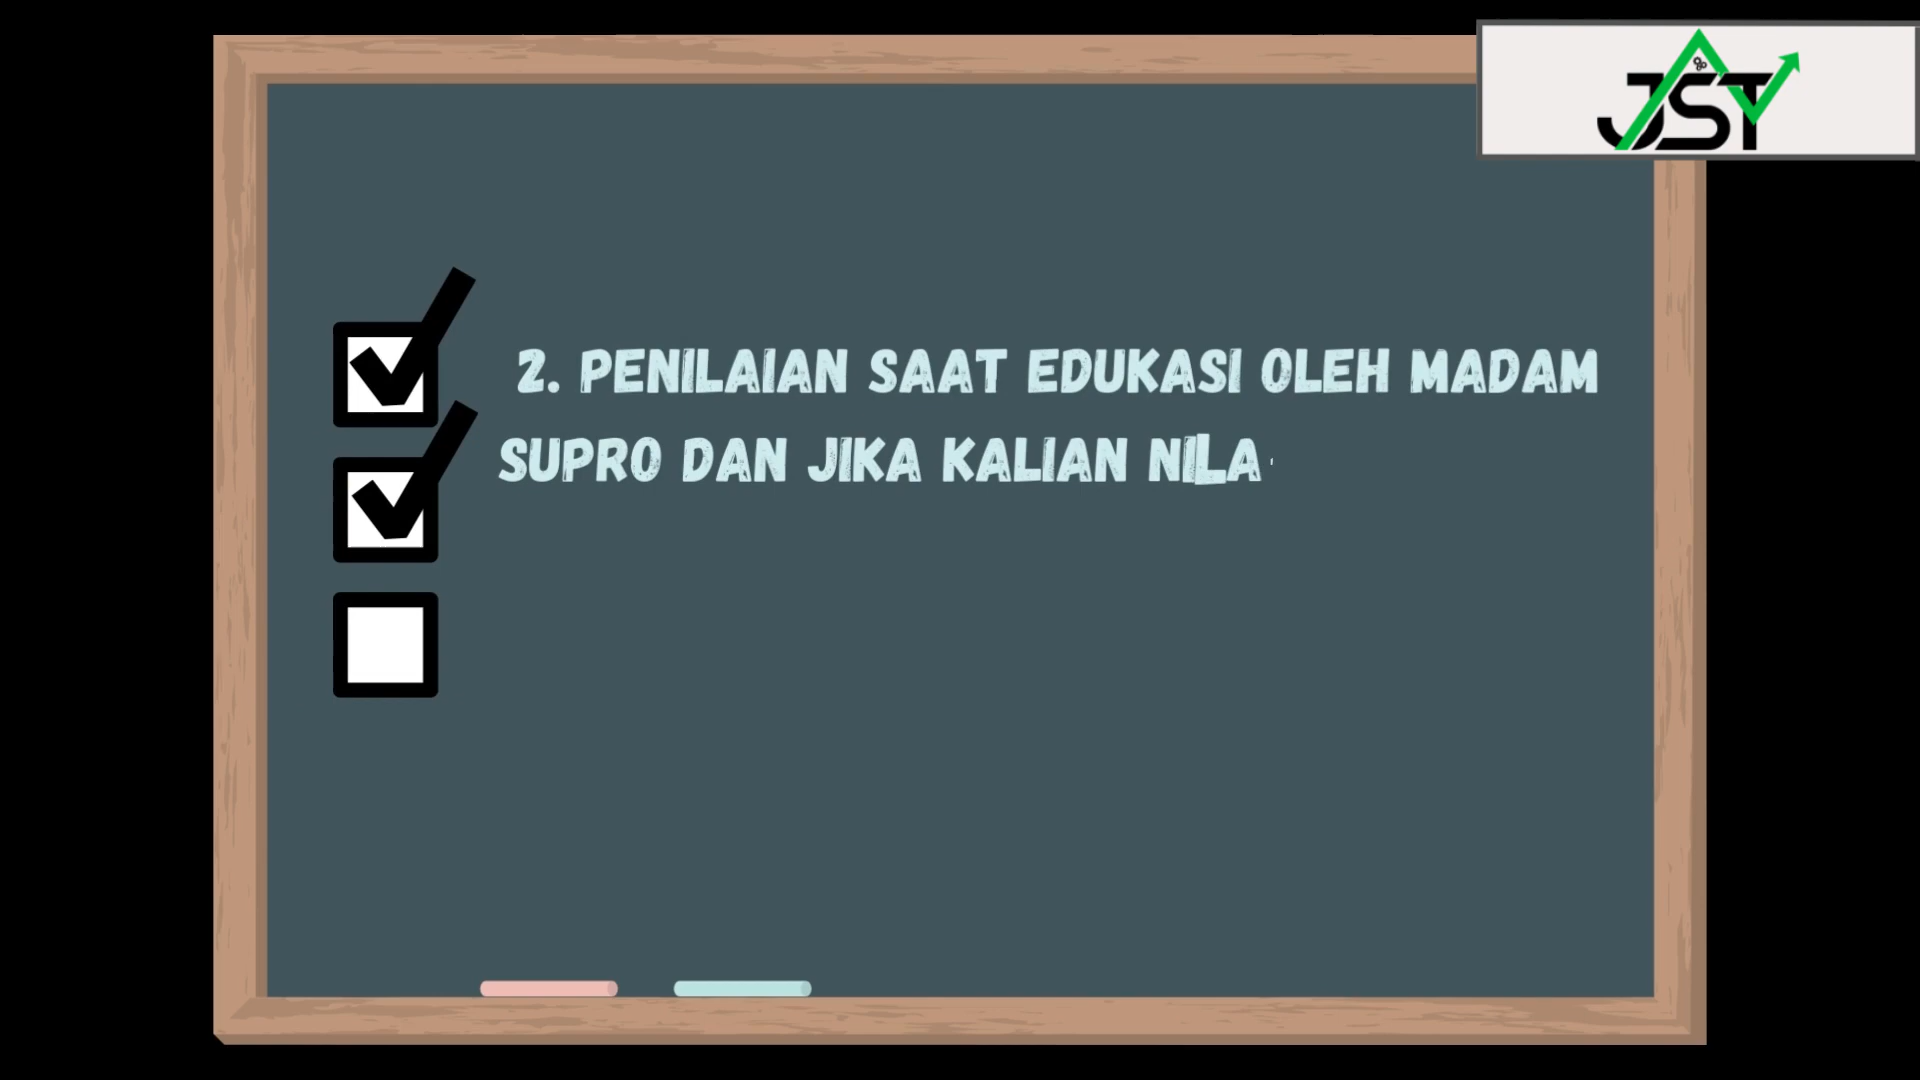 JST
2. PENILAIAN SAAT EDUKASI OLEH MADAM
SUPRO DAN JIKA KALIAN NILA